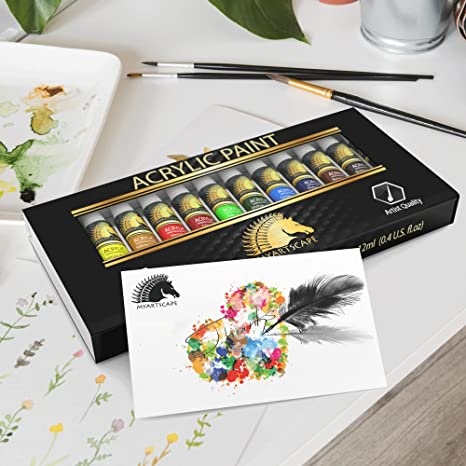 ACRYLIC PAINT
MYARTSCAPE
Artist Quality
12ml (0.4 U.S. fl.oz)
MYARTSCAPE